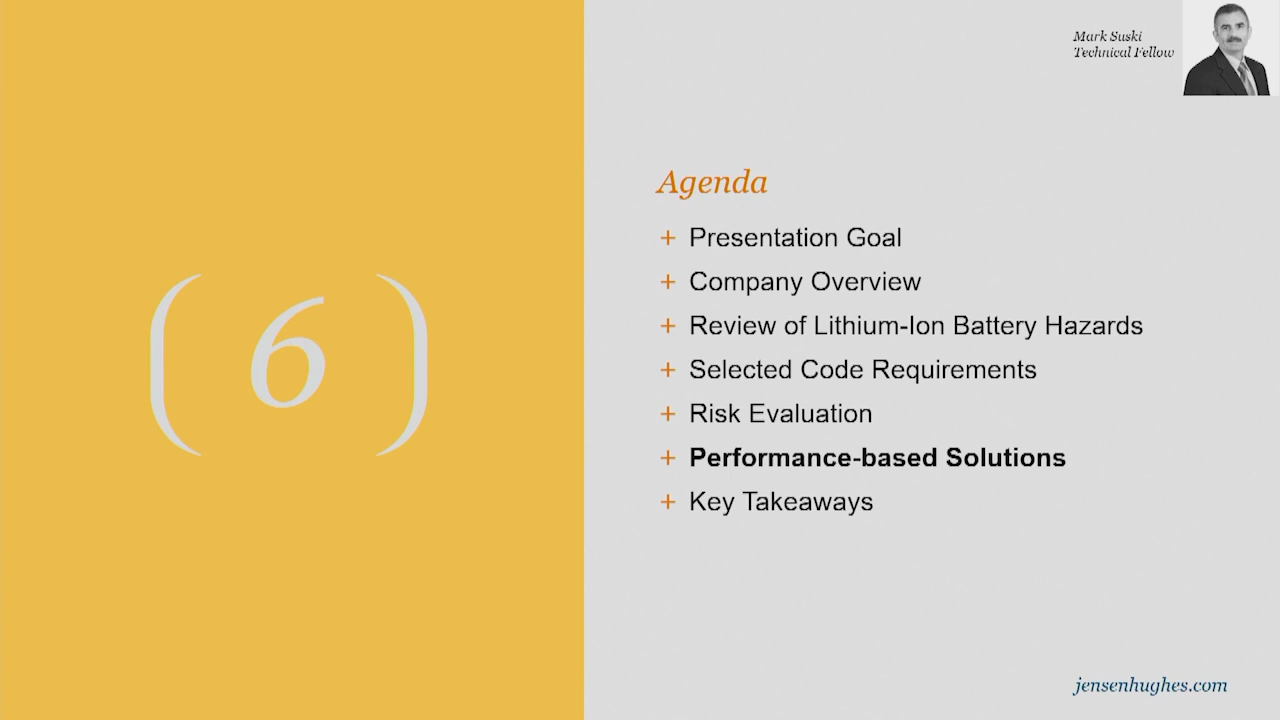 Mark Suski
Technical Fellow
( 6 )
Agenda
+ Presentation Goal
+ Company Overview
+ Review of Lithium-Ion Battery Hazards
+ Selected Code Requirements
+ Risk Evaluation
+ Performance-based Solutions
+ Key Takeaways
jensenhughes.com